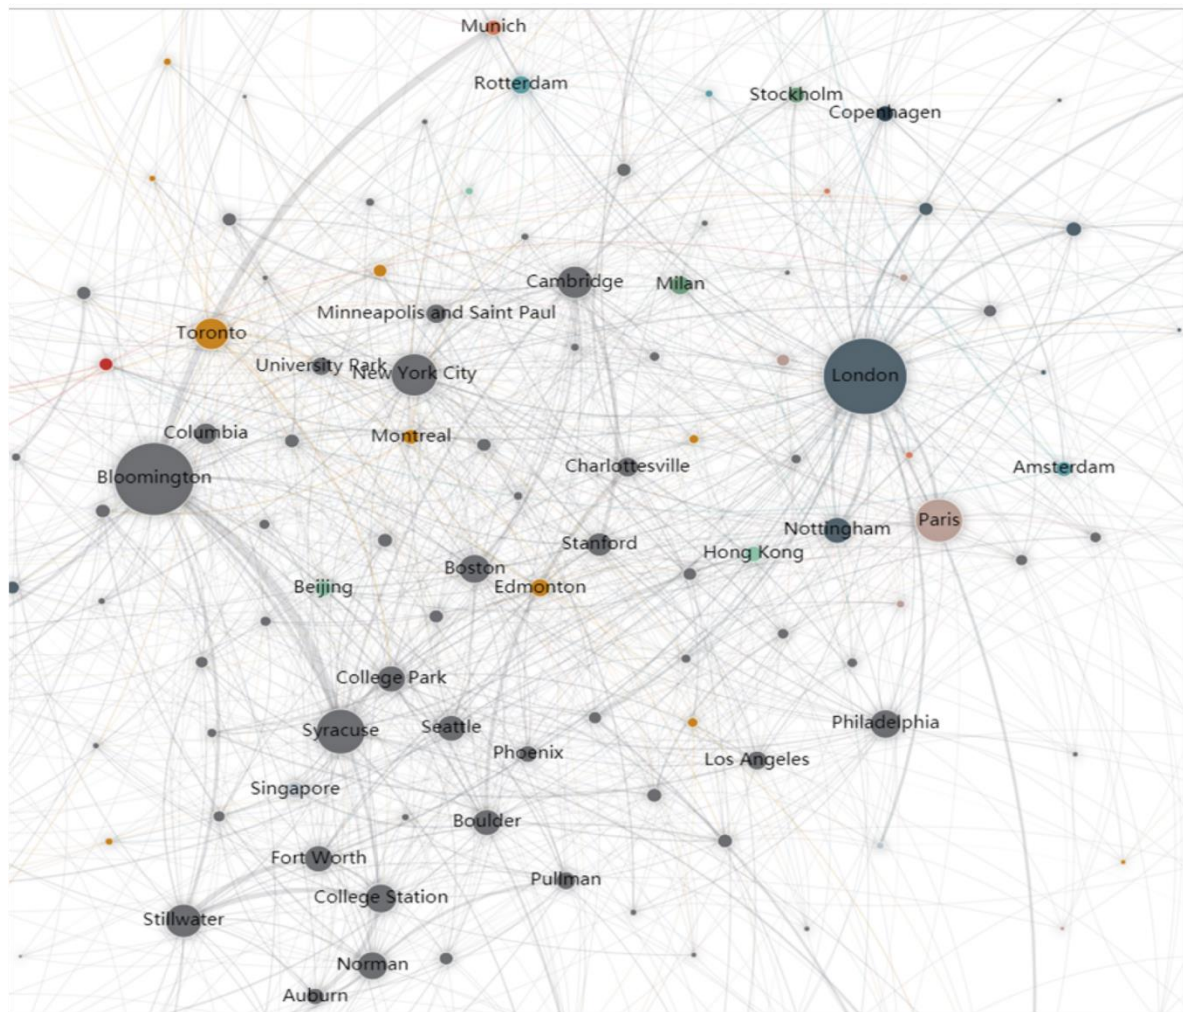 Munich
Rotterdam
Stockholm
Copenhagen
Cambridge
Milan
Minneapolis and Saint Paul
Toronto
University Park
New York City
London
Columbia
Montreal
Charlottesville
Amsterdam
Bloomington
Paris
Nottingham
Stanford
Hong Kong
Boston
Beijing
Edmonton
College Park
Philadelphia
Seattle
Syracuse
Phoenix
Los Angeles
Singapore
Boulder
Fort Worth
Pullman
College Station
Stillwater
Norman
Auburn